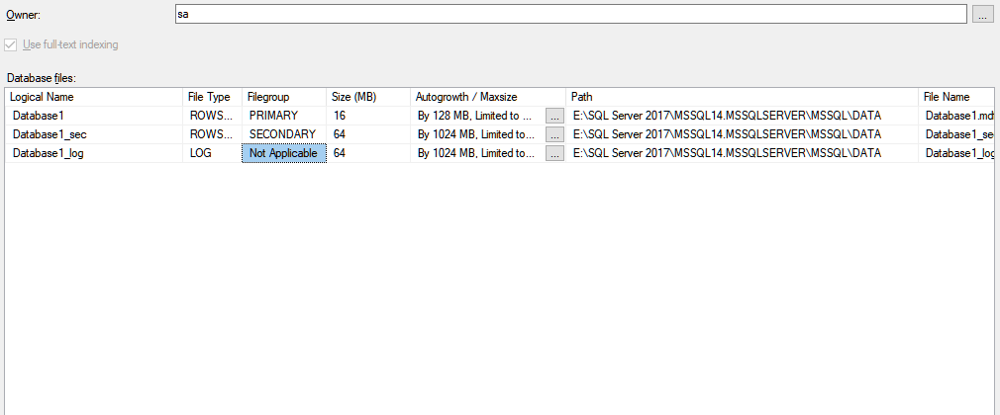 Owner: sa ...
Use full-text indexing
Database files:
Logical Name File Type Filegroup Size (MB) Autogrowth / Maxsize Path File Name
Database1 ROWS... PRIMARY 16 By 128 MB, Limited to ... ... E:\SQL Server 2017\MSSQL14.MSSQLSERVER\MSSQL\DATA Database1.md
Database1_sec ROWS... SECONDARY 64 By 1024 MB, Limited to... ... E:\SQL Server 2017\MSSQL14.MSSQLSERVER\MSSQL\DATA Database1_se
Database1_log LOG Not Applicable 64 By 1024 MB, Limited to... ... E:\SQL Server 2017\MSSQL14.MSSQLSERVER\MSSQL\DATA Database1_log